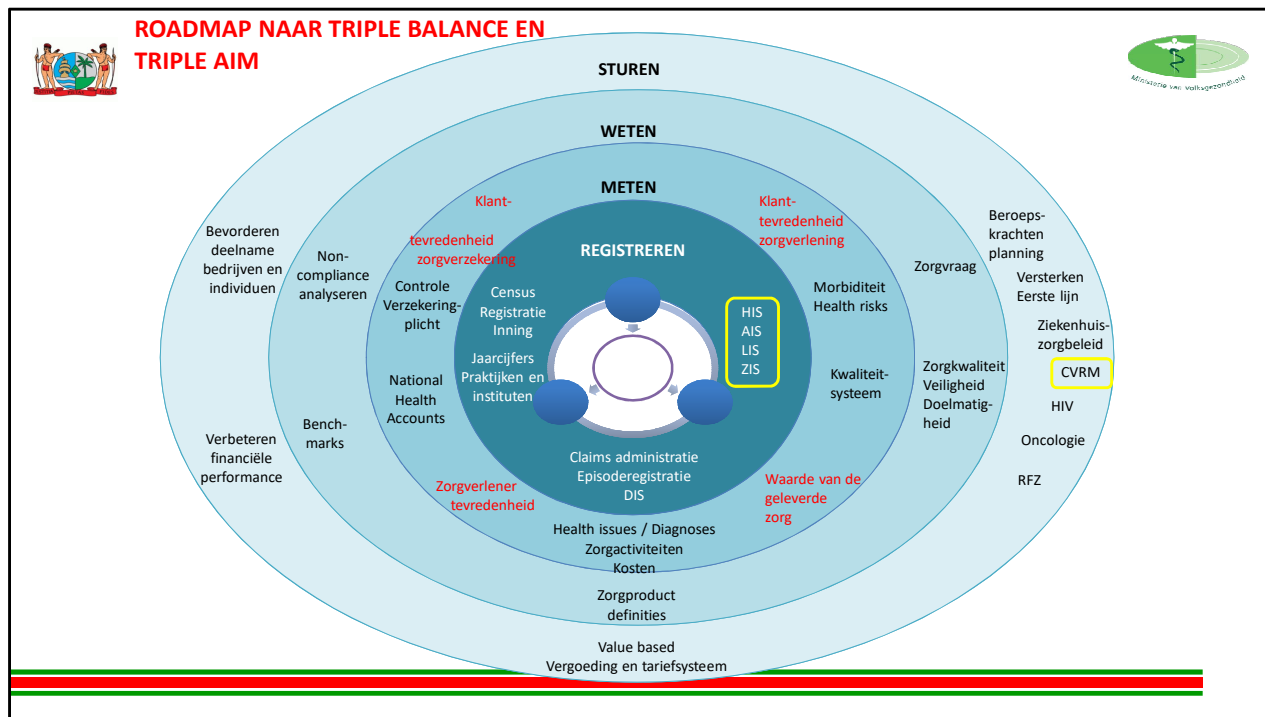 ROADMAP NAAR TRIPLE BALANCE EN
TRIPLE AIM
Ministerie van Volksgezondheid
STUREN
WETEN
METEN
REGISTREREN
Klant-
tevredenheid
zorgverzekering
Klant-
tevredenheid
zorgverlening
Bevorderen
deelname
bedrijven en
individuen
Non-
compliance
analyseren
Controle
Verzekering-
plicht
Census
Registratie
Inning
HIS
AIS
LIS
ZIS
Morbiditeit
Health risks
Zorgvraag
Beroeps-
krachten
planning
Versterken
Eerste lijn
Ziekenhuis-
zorgbeleid
CVRM
HIV
Oncologie
RFZ
Jaarcijfers
Praktijken en
instituten
National
Health
Accounts
Kwaliteit-
systeem
Zorgkwaliteit
Veiligheid
Doelmatig-
heid
Bench-
marks
Verbeteren
financiële
performance
Claims administratie
Episoderegistratie
DIS
Zorgverlener
tevredenheid
Waarde van de
geleverde
zorg
Health issues / Diagnoses
Zorgactiviteiten
Kosten
Zorgproduct
definities
Value based
Vergoeding en tariefsysteem